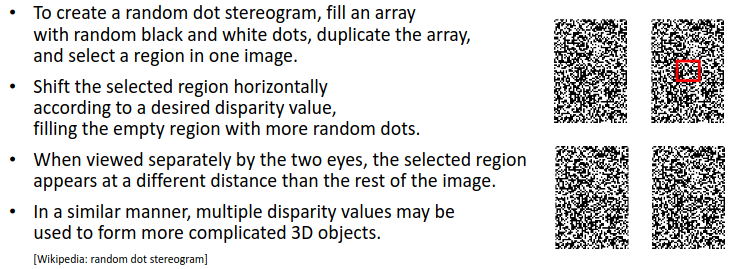 • To create a random dot stereogram, fill an array
with random black and white dots, duplicate the array,
and select a region in one image.
• Shift the selected region horizontally
according to a desired disparity value,
filling the empty region with more random dots.
• When viewed separately by the two eyes, the selected region
appears at a different distance than the rest of the image.
• In a similar manner, multiple disparity values may be
used to form more complicated 3D objects.
[Wikipedia: random dot stereogram]